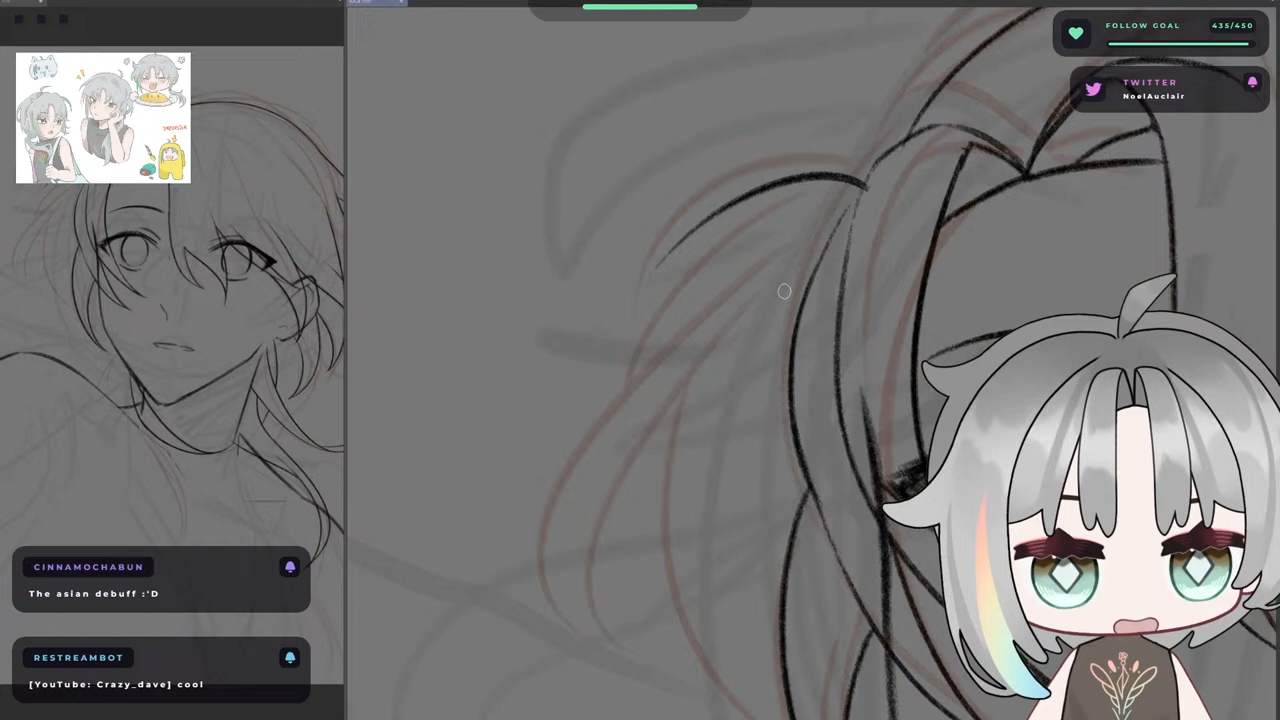 FOLLOW GOAL
435/450
TWITTER
NoelAuclair
CINNAMOCHABUN
The asian debuff :'D
RESTREAMBOT
[YouTube: Crazy_dave] cool